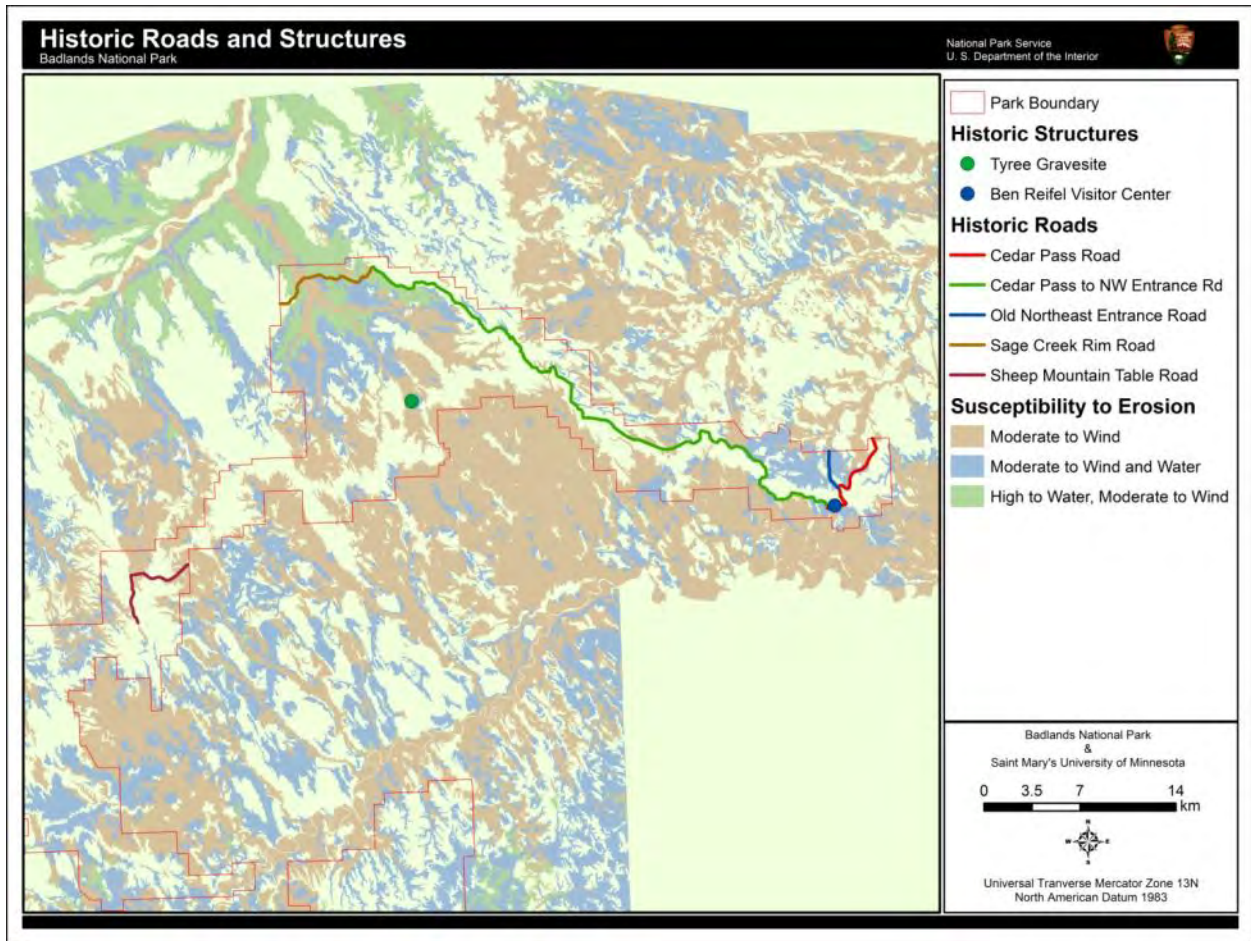 Historic Roads and Structures
Badlands National Park
National Park Service
U. S. Department of the Interior
Park Boundary
Historic Structures
Tyree Gravesite
Ben Reifel Visitor Center
Historic Roads
Cedar Pass Road
Cedar Pass to NW Entrance Rd
Old Northeast Entrance Road
Sage Creek Rim Road
Sheep Mountain Table Road
Susceptibility to Erosion
Moderate to Wind
Moderate to Wind and Water
High to Water, Moderate to Wind
Badlands National Park
&
Saint Mary's University of Minnesota
0 3.5 7 14
km
N
W E
S
Universal Tranverse Mercator Zone 13N
North American Datum 1983